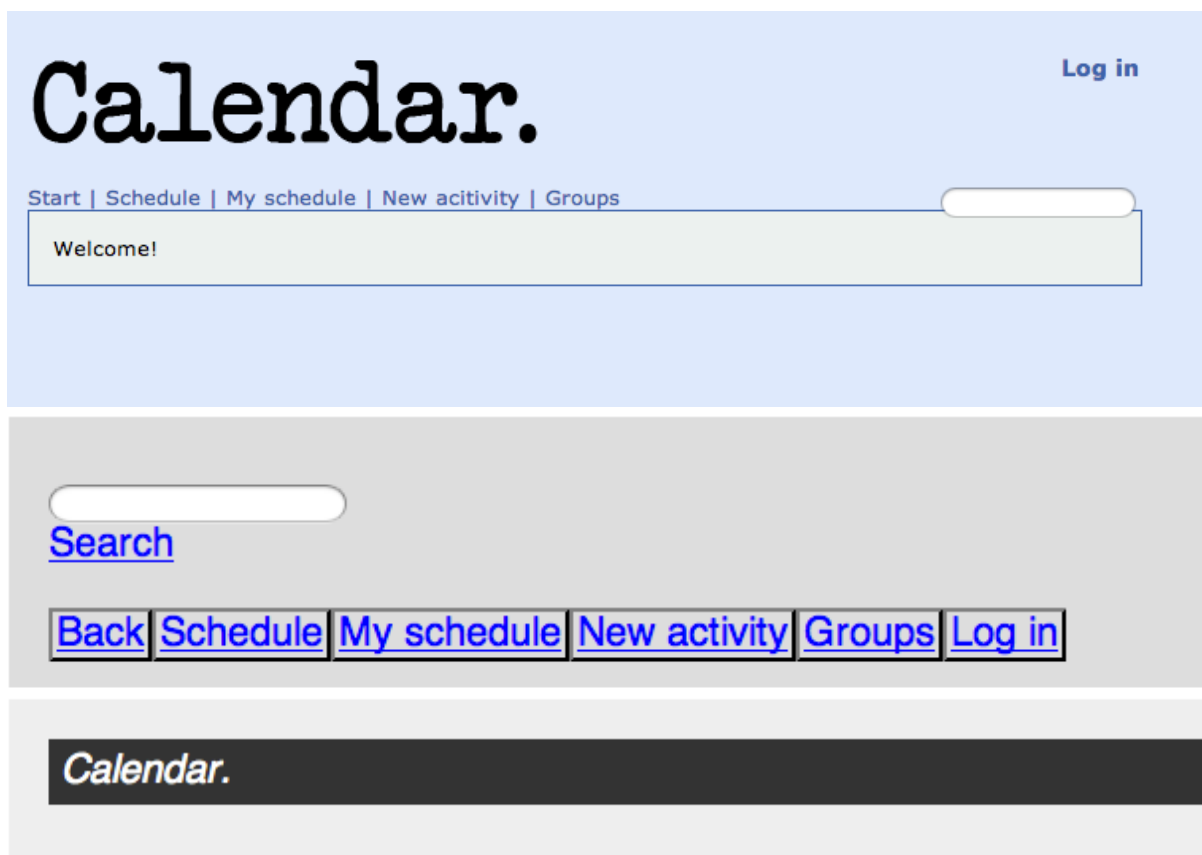 Calendar.
Log in
Start | Schedule | My schedule | New acitivity | Groups
Welcome!
Search
Back Schedule My schedule New activity Groups Log in
Calendar.